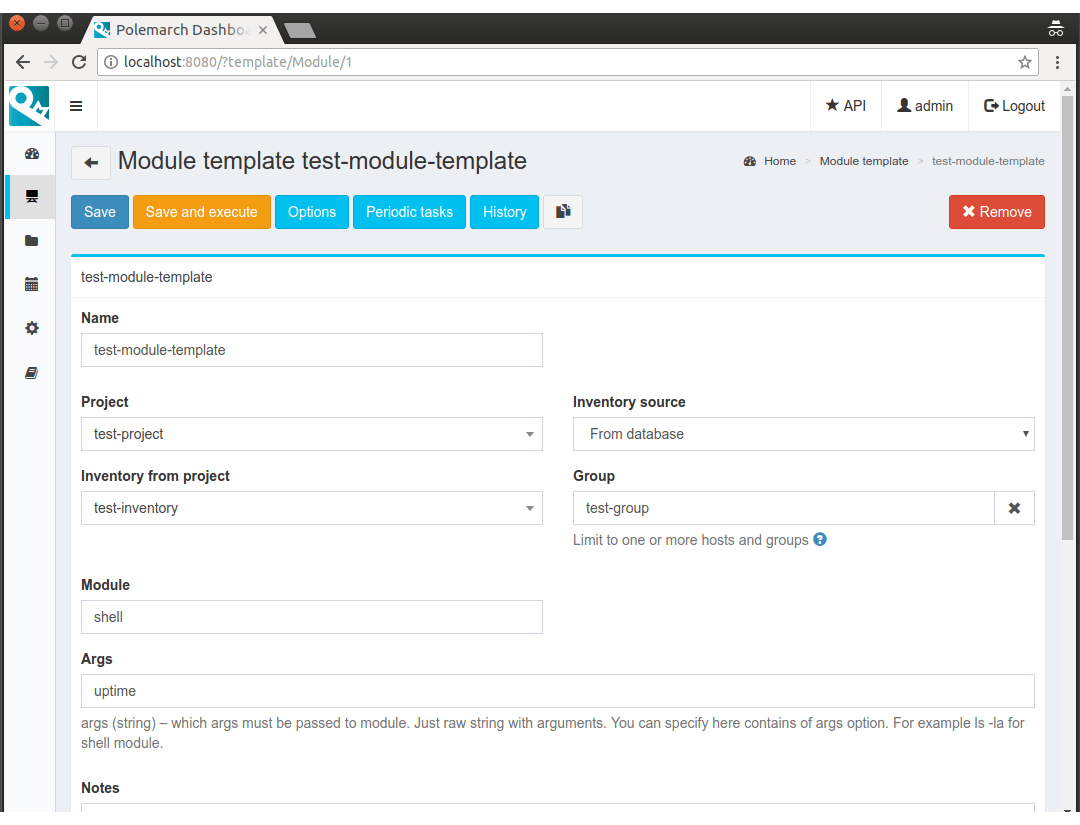 Polemarch Dashboa
localhost:8080/?template/Module/1
API
admin
Logout
Module template test-module-template
Home > Module template > test-module-template
Save
Save and execute
Options
Periodic tasks
History
Remove
test-module-template
Name
test-module-template
Project
Inventory source
test-project
From database
Inventory from project
Group
test-inventory
test-group
Limit to one or more hosts and groups
Module
shell
Args
uptime
args (string) – which args must be passed to module. Just raw string with arguments. You can specify here contains of args option. For example ls -la for
shell module.
Notes